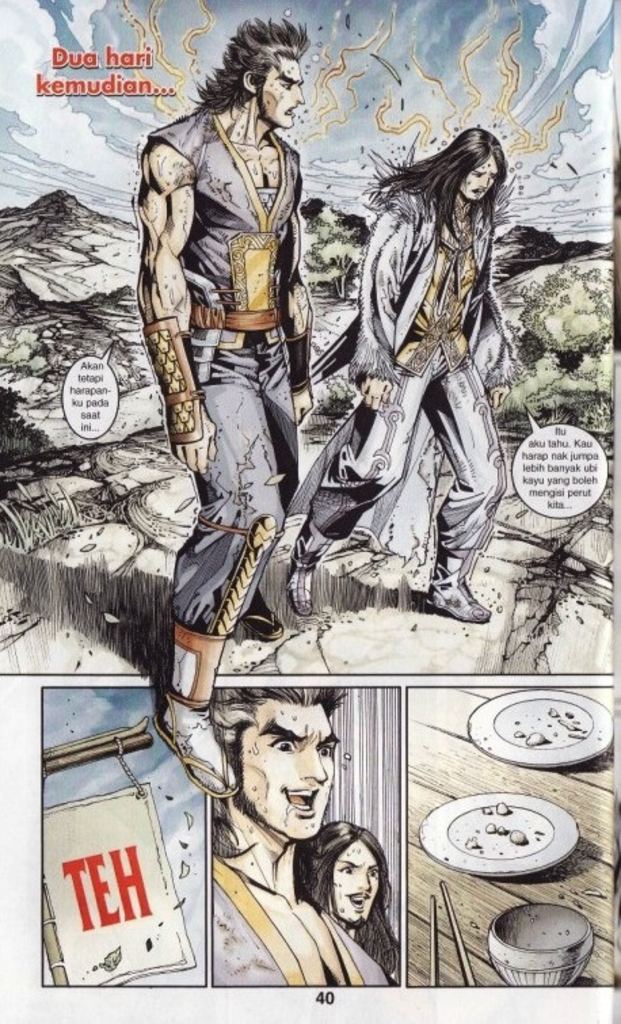 Dua hari
kemudian...
Akan
tetapi
harapan-
ku pada
saat
ini...
Itu
aku tahu. Kau
harap nak jumpa
lebih banyak ubi
kayu yang boleh
mengisi perut
kita...
TEH
40